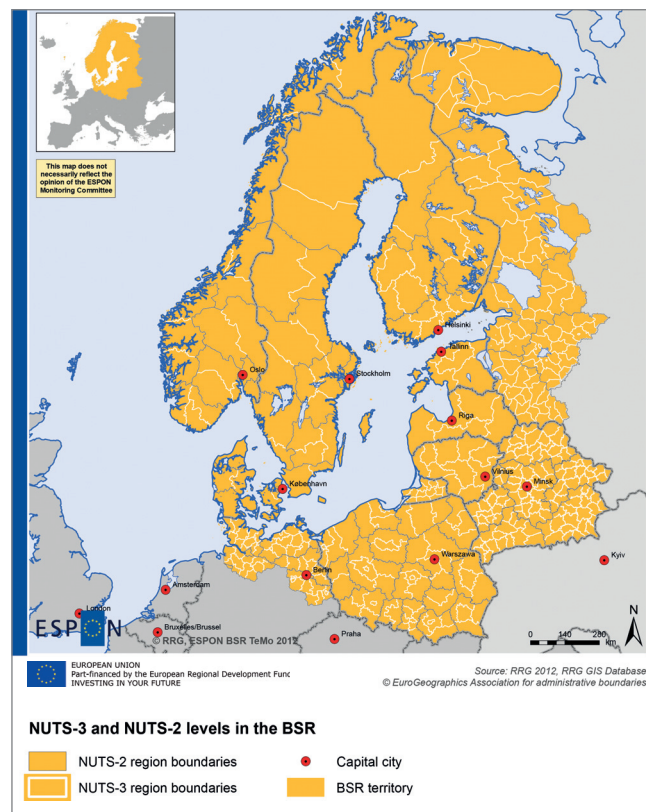 This map does not
necessarily reflect the
opinion of the ESPON
Monitoring Committee
Helsinki
Tallinn
Oslo
Stockholm
Riga
København
Vilnius
Minsk
Warszawa
Berlin
Kyiv
Amsterdam
London
ESPON
Bruxelles/Brussel
Praha
© RRG, ESPON BSR TeMo 2012
N
0 140 280
km
EUROPEAN UNION
Part-financed by the European Regional Development Fund
INVESTING IN YOUR FUTURE
Source: RRG 2012, RRG GIS Database
© EuroGeographics Association for administrative boundaries
NUTS-3 and NUTS-2 levels in the BSR
NUTS-2 region boundaries
Capital city
NUTS-3 region boundaries
BSR territory